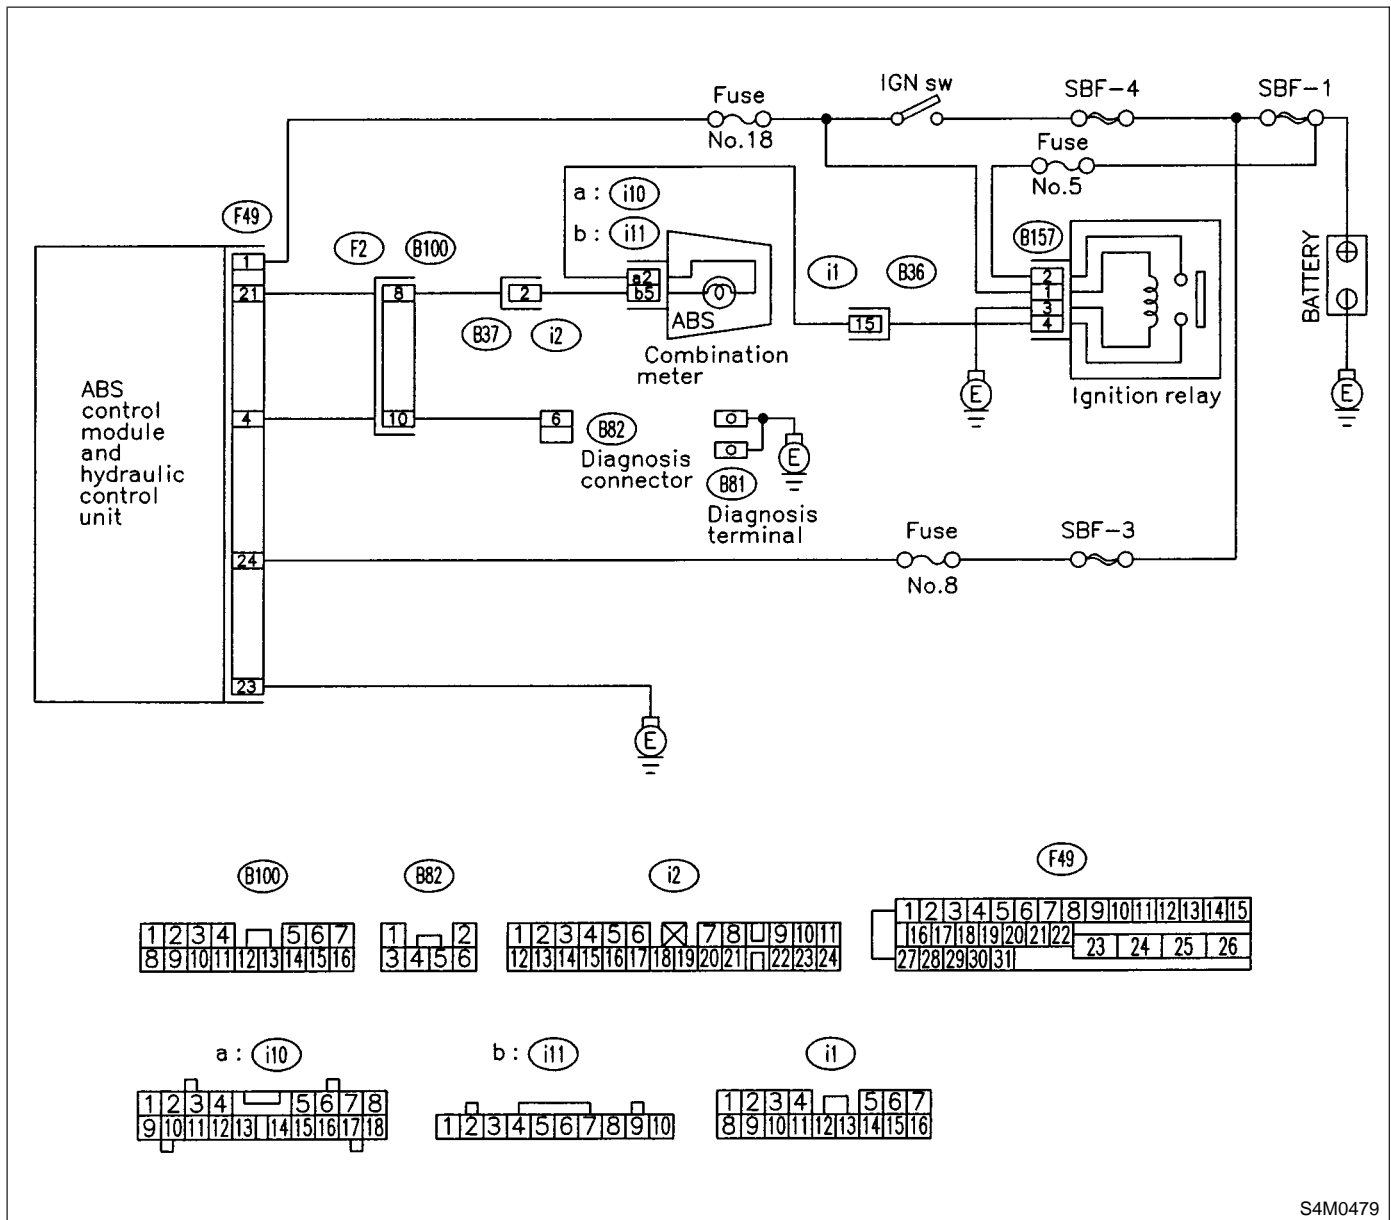 IGN sw
SBF-4
SBF-1
Fuse
No.18
Fuse
No.5
a : i10
b : i11
F49
F2
B100
i1
B36
B157
1
21
8
2
a2
b5
ABS
15
2
1
3
4
BATTERY
B37
i2
Combination
meter
E
Ignition relay
E
ABS
control
module
and
hydraulic
control
unit
4
10
6
B82
Diagnosis
connector
E
B81
Diagnosis
terminal
24
Fuse
No.8
SBF-3
23
E
B100
B82
i2
F49
1 2 3 4 5 6 7
8 9 10 11 12 13 14 15 16
1 2
3 4 5 6
1 2 3 4 5 6 7 8 9 10 11
12 13 14 15 16 17 18 19 20 21 22 23 24
1 2 3 4 5 6 7 8 9 10 11 12 13 14 15
16 17 18 19 20 21 22
23 24 25 26
27 28 29 30 31
a : i10
b : i11
i1
1 2 3 4 5 6 7 8
9 10 11 12 13 14 15 16 17 18
1 2 3 4 5 6 7 8 9 10
1 2 3 4 5 6 7
8 9 10 11 12 13 14 15 16
S4M0479